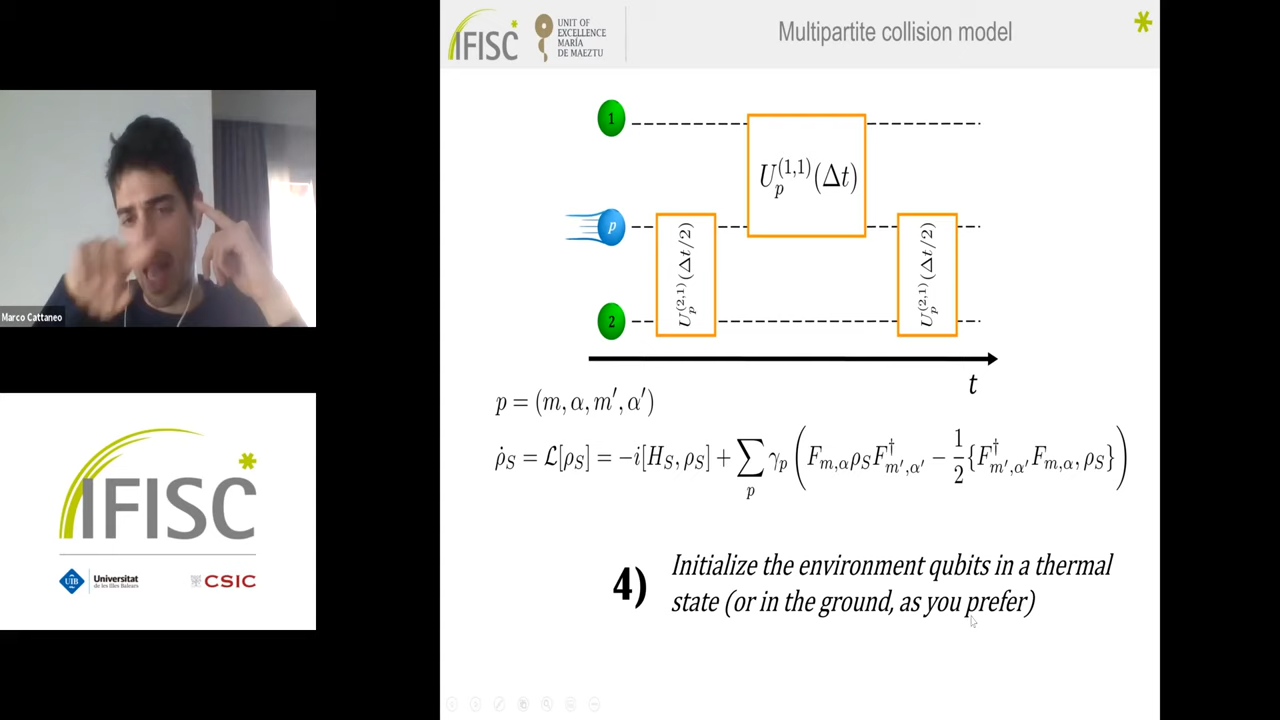 IFISC
UNIT OF
EXCELLENCE
MARÍA
DE MAEZTU
Multipartite collision model
1
p
2
U_p^{(2,1)}(Δt/2)
U_p^{(1,1)}(Δt)
U_p^{(2,1)}(Δt/2)
t
p = (m, α, m′, α′)
ρ̇_S = ℒ[ρ_S] = −i[H_S, ρ_S] + ∑_p γ_p (F_{m,α}ρ_S F†_{m′,α′} − 1/2 {F†_{m′,α′}F_{m,α}, ρ_S})
4) Initialize the environment qubits in a thermal
state (or in the ground, as you prefer)
Marco Cattaneo
IFISC
UIB Universitat
de les Illes Balears
CSIC